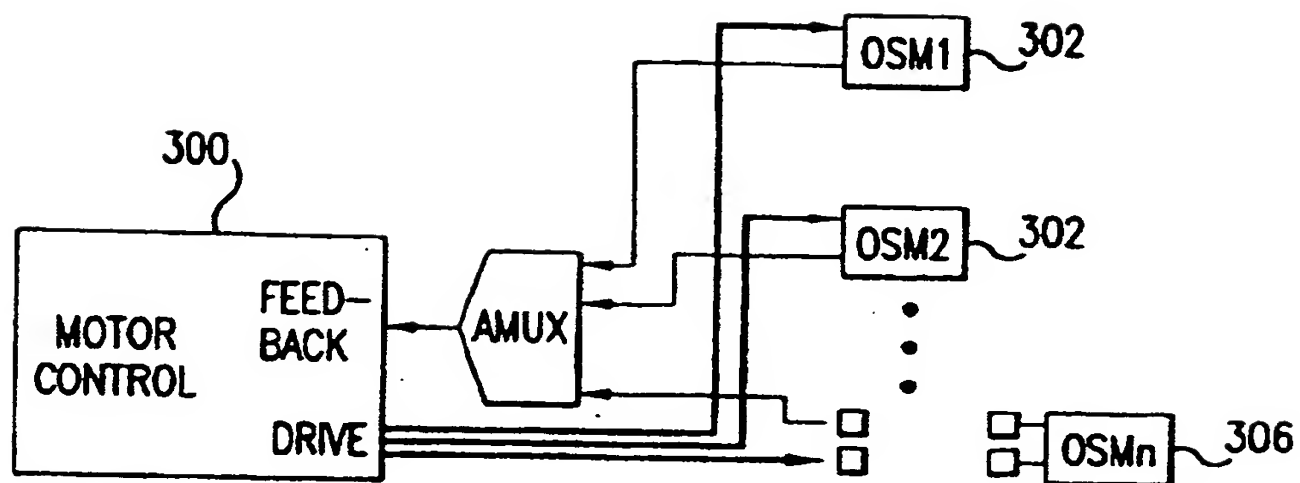 OSM1
302
300
OSM2
302
FEED-
BACK
AMUX
MOTOR
CONTROL
DRIVE
OSMn
306